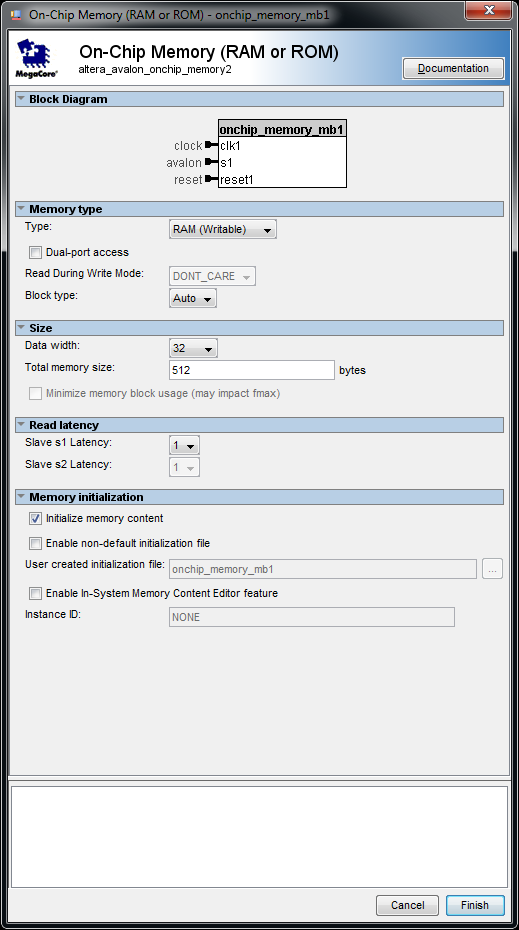 On-Chip Memory (RAM or ROM) - onchip_memory_mb1
On-Chip Memory (RAM or ROM)
MegaCore®
altera_avalon_onchip_memory2
Documentation
Block Diagram
onchip_memory_mb1
clock clk1
avalon s1
reset reset1
Memory type
Type: RAM (Writable)
Dual-port access
Read During Write Mode: DONT_CARE
Block type: Auto
Size
Data width: 32
Total memory size: 512 bytes
Minimize memory block usage (may impact fmax)
Read latency
Slave s1 Latency: 1
Slave s2 Latency: 1
Memory initialization
Initialize memory content
Enable non-default initialization file
User created initialization file: onchip_memory_mb1 ...
Enable In-System Memory Content Editor feature
Instance ID: NONE
Cancel Finish